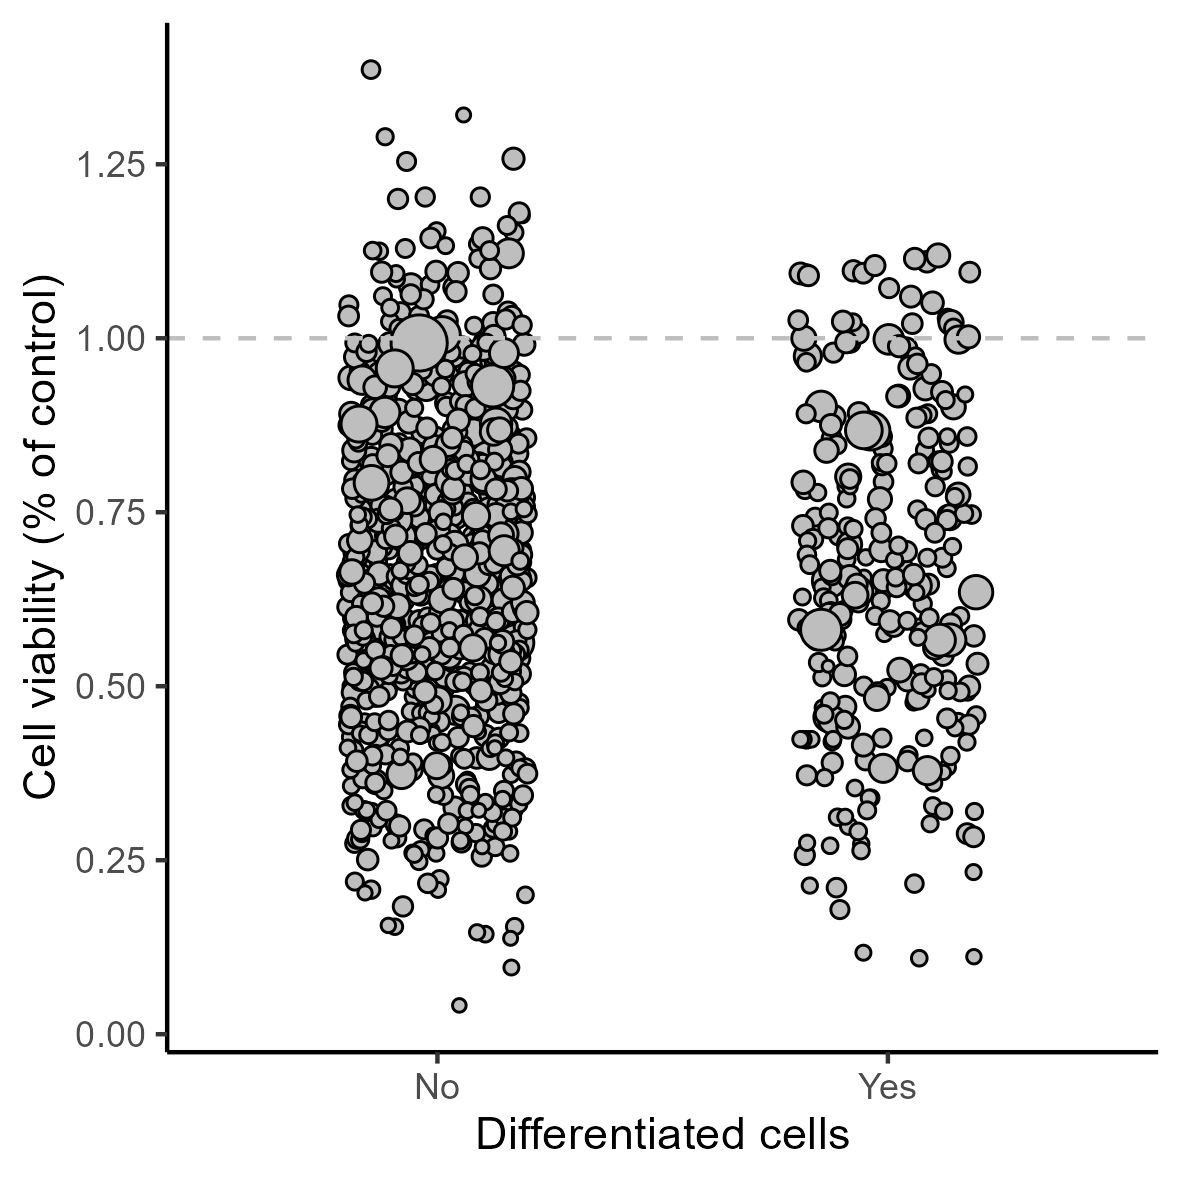 Cell viability (% of control)
1.25
1.00
0.75
0.50
0.25
0.00
No
Yes
Differentiated cells